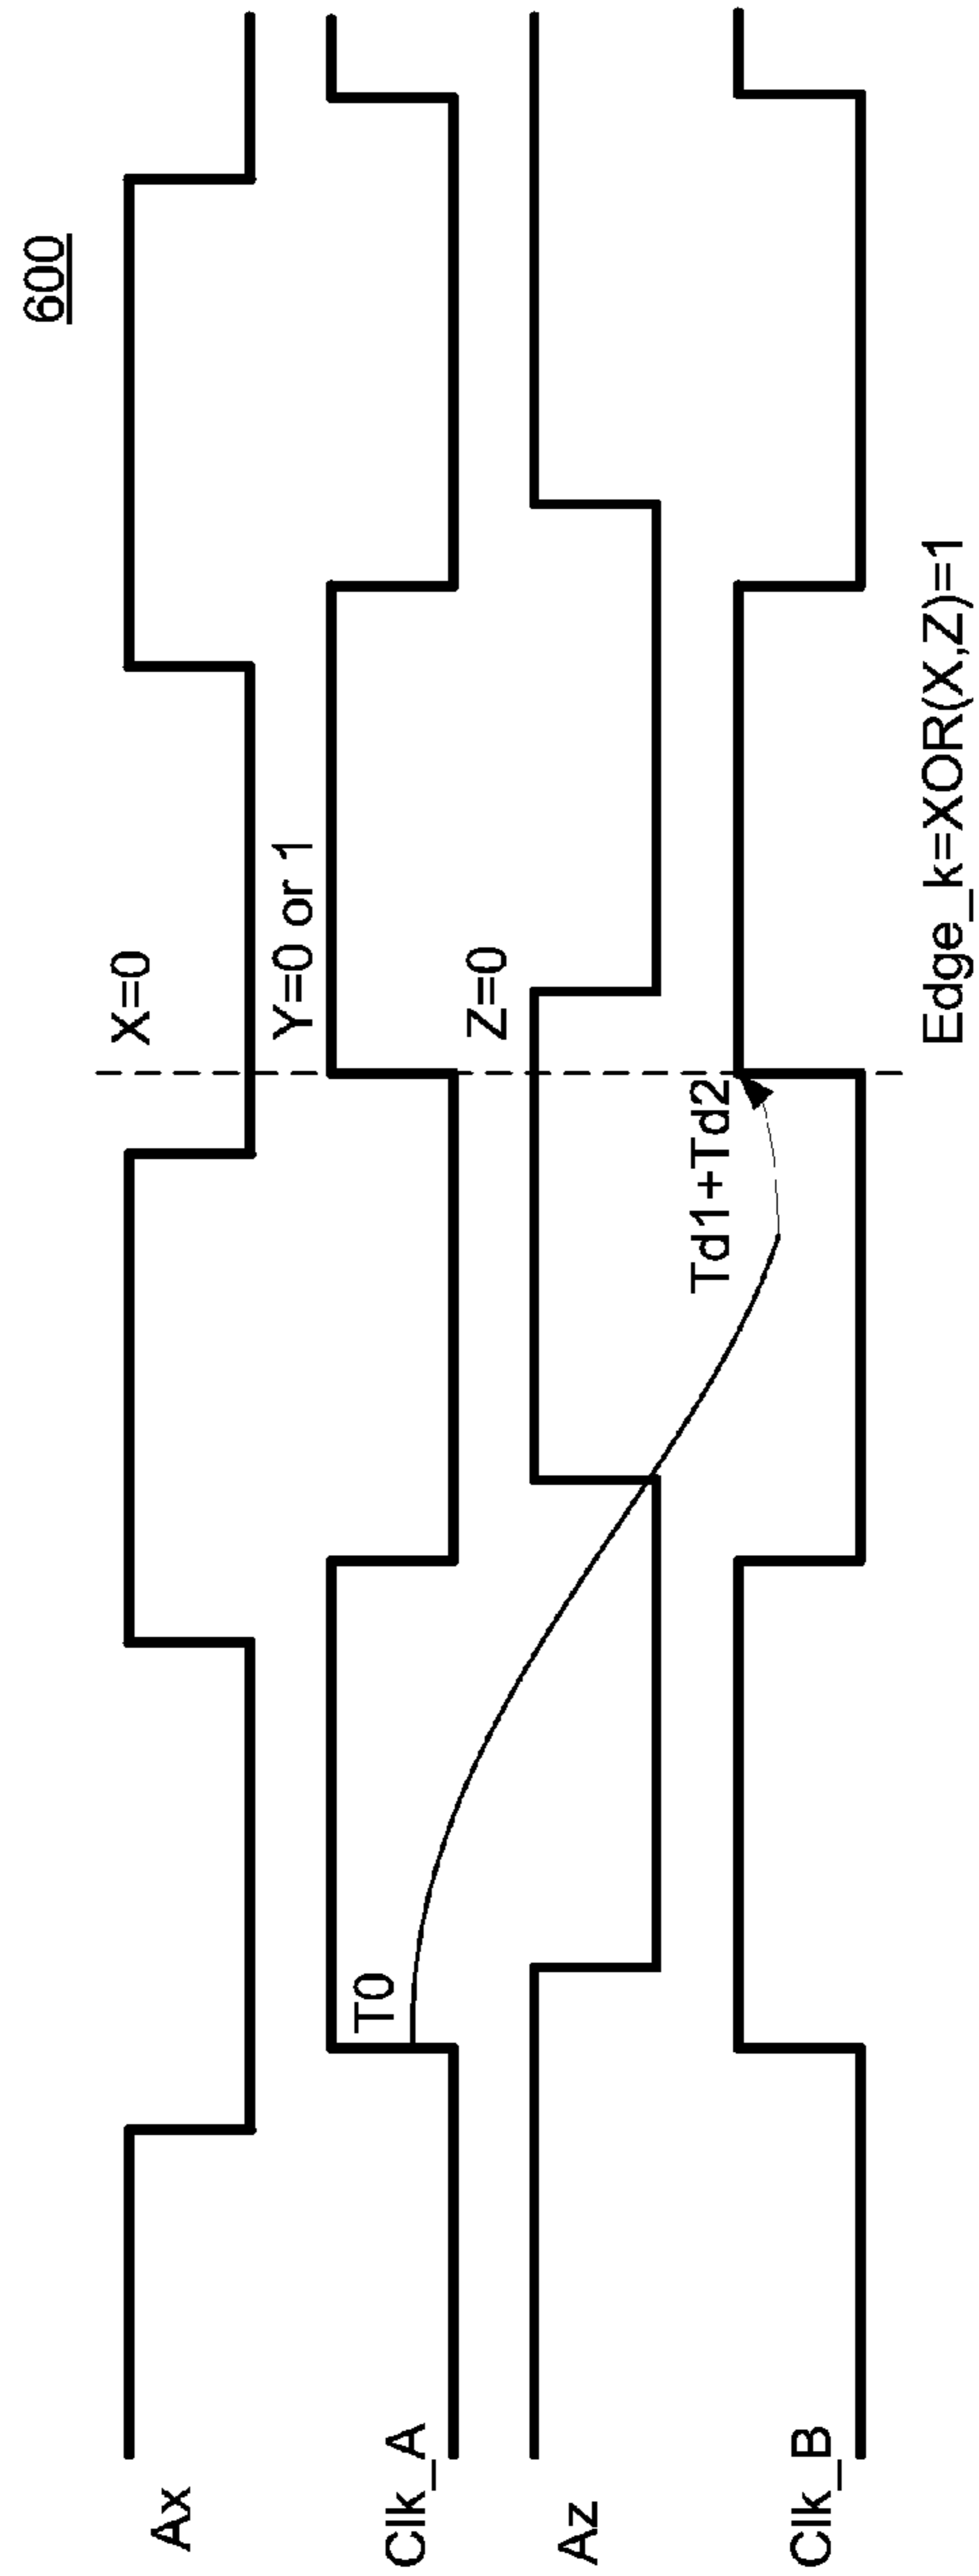 600
Ax
X=0
Y=0 or 1
Clk_A
T0
Z=0
Az
Td1+Td2
Clk_B
Edge_k=XOR(X,Z)=1